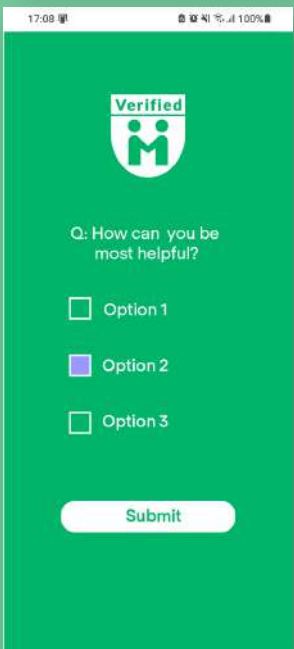 17:08 100%
Verified
Q: How can you be
most helpful?
Option 1
Option 2
Option 3
Submit